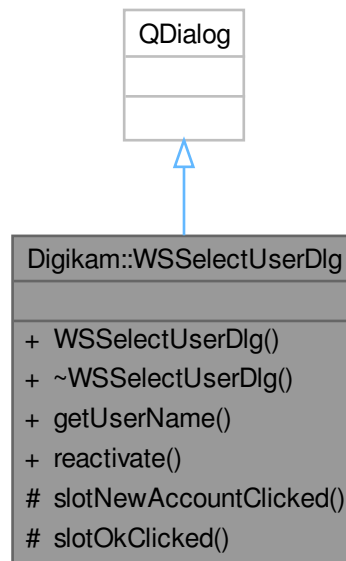 QDialog
Digikam::WSSelectUserDlg
+ WSSelectUserDlg()
+ ~WSSelectUserDlg()
+ getUserName()
+ reactivate()
# slotNewAccountClicked()
# slotOkClicked()